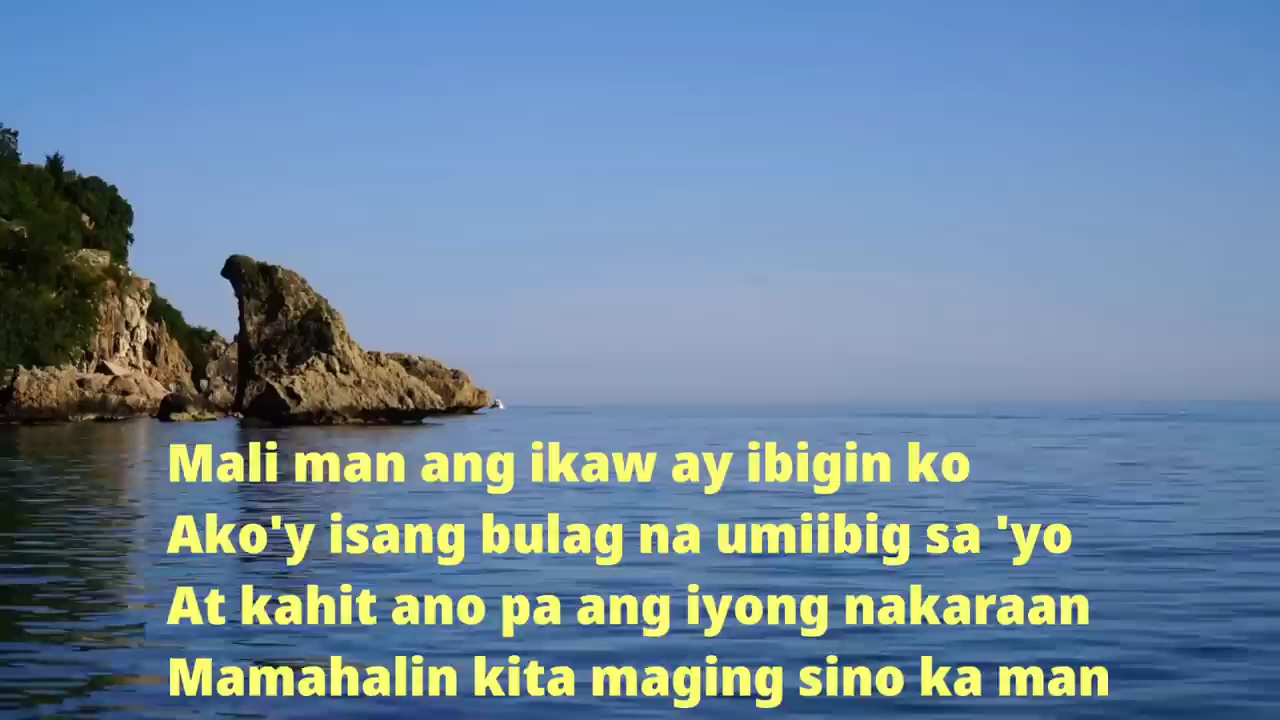 Mali man ang ikaw ay ibigin ko
Ako'y isang bulag na umiibig sa 'yo
At kahit ano pa ang iyong nakaraan
Mamahalin kita maging sino ka man